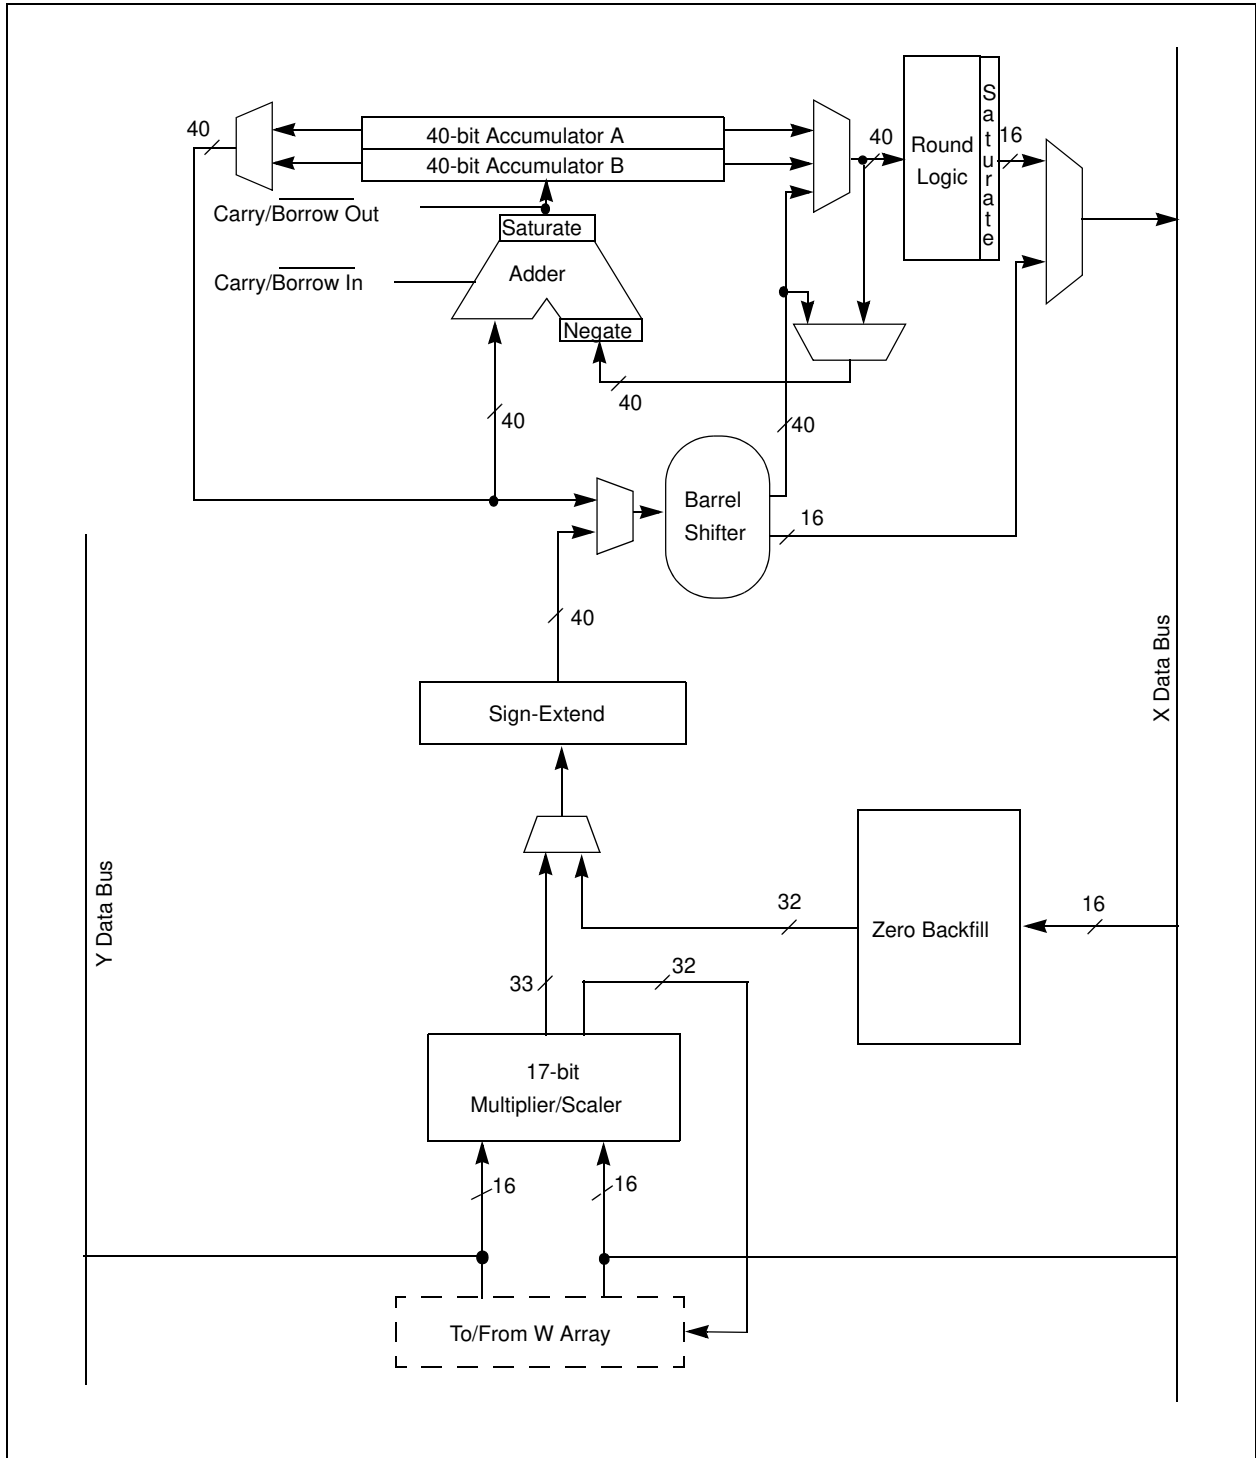 40
40-bit Accumulator A
40-bit Accumulator B
Carry/Borrow Out
Saturate
Carry/Borrow In
Adder
Negate
40
Round
Logic
Saturate
16
40
40
40
Barrel
Shifter
16
40
Sign-Extend
X Data Bus
Y Data Bus
32
Zero Backfill
16
33
32
17-bit
Multiplier/Scaler
16
16
To/From W Array